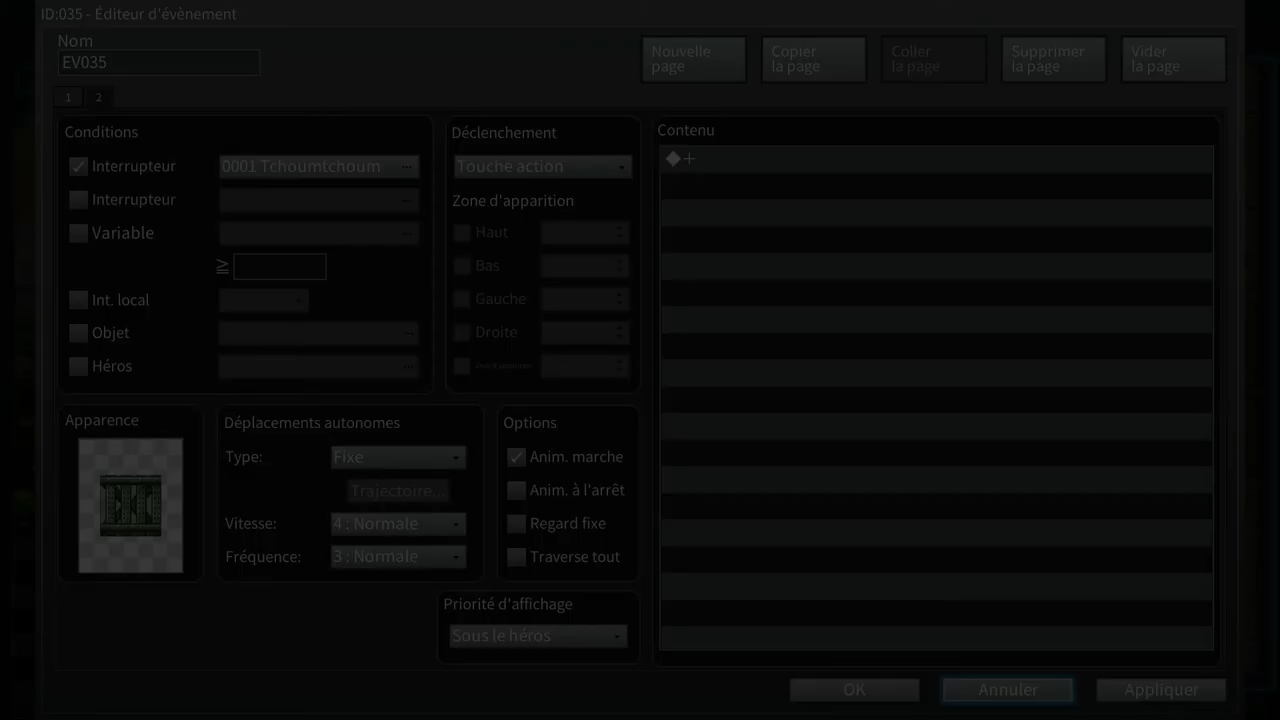 ID:035 - Éditeur d'évènement
Nom
EV035
Nouvelle
page
Copier
la page
Coller
la page
Supprimer
la page
Vider
la page
1 2
Conditions
Interrupteur 0001 Tchoumtchoum ...
Interrupteur ...
Variable ...
≧
Int. local
Objet ...
Héros ...
Déclenchement
Touche action
Zone d'apparition
Haut
Bas
Gauche
Droite
Contenu
◆+
Apparence
Déplacements autonomes
Type: Fixe
Trajectoire...
Vitesse: 4 : Normale
Fréquence: 3 : Normale
Options
Anim. marche
Anim. à l'arrêt
Regard fixe
Traverse tout
Priorité d'affichage
Sous le héros
OK Annuler Appliquer